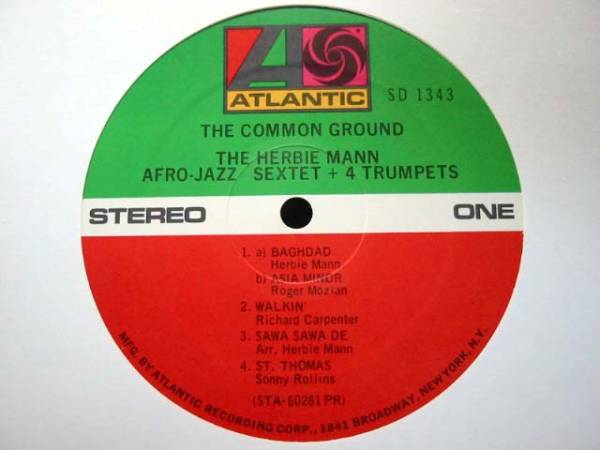 ATLANTIC
SD 1343
THE COMMON GROUND
THE HERBIE MANN
AFRO-JAZZ SEXTET + 4 TRUMPETS
STEREO
ONE
1. a) BAGHDAD
Herbie Mann
b) ASIA MINOR
Roger Mozian
2. WALKIN'
Richard Carpenter
3. SAWA SAWA DE
Arr. Herbie Mann
4. ST. THOMAS
Sonny Rollins
(STA-60281 PR)
MFG. BY ATLANTIC RECORDING CORP., 1841 BROADWAY, NEW YORK, N.Y.